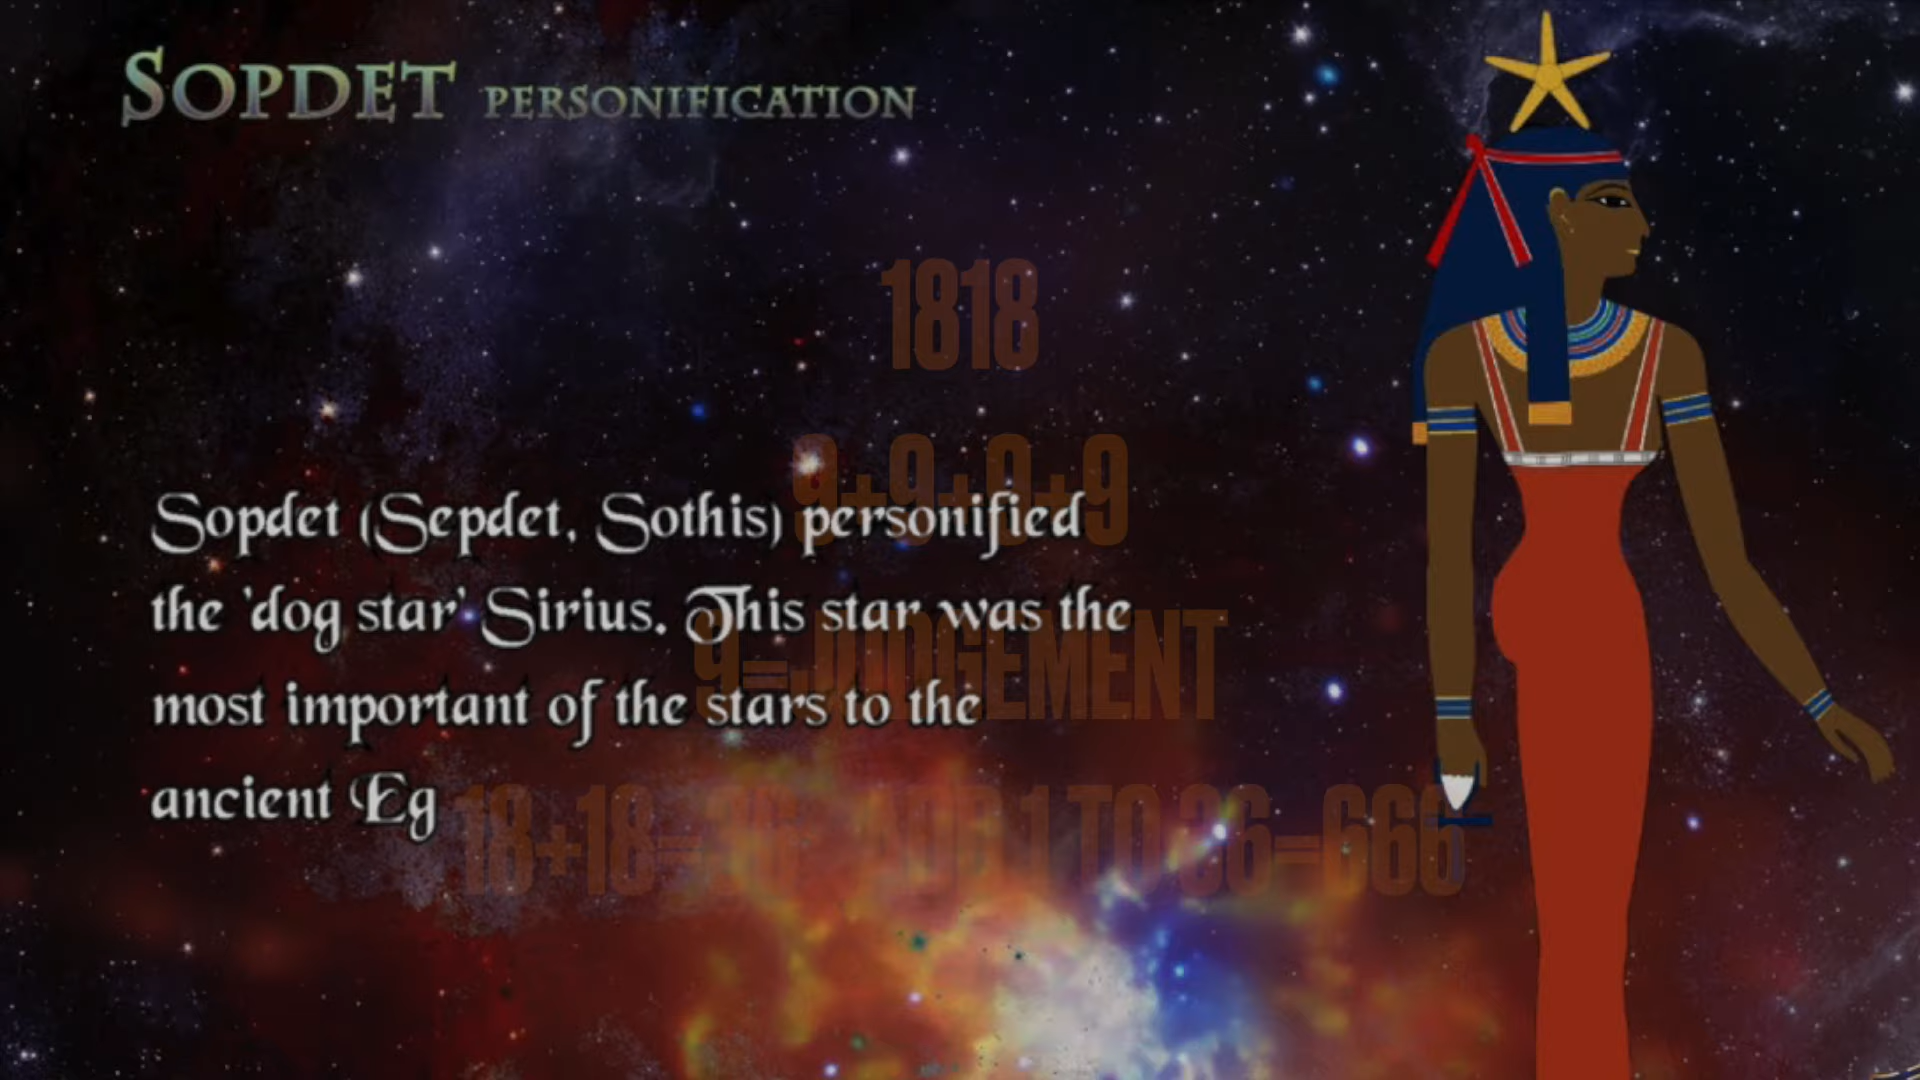 SOPDET PERSONIFICATION
1818
9+9+9+9
Sopdet (Sepdet, Sothis) personified
the 'dog star' Sirius. This star was the
9=JUDGEMENT
most important of the stars to the
ancient Eg
18+18=36 ADD 1 TO 36=666